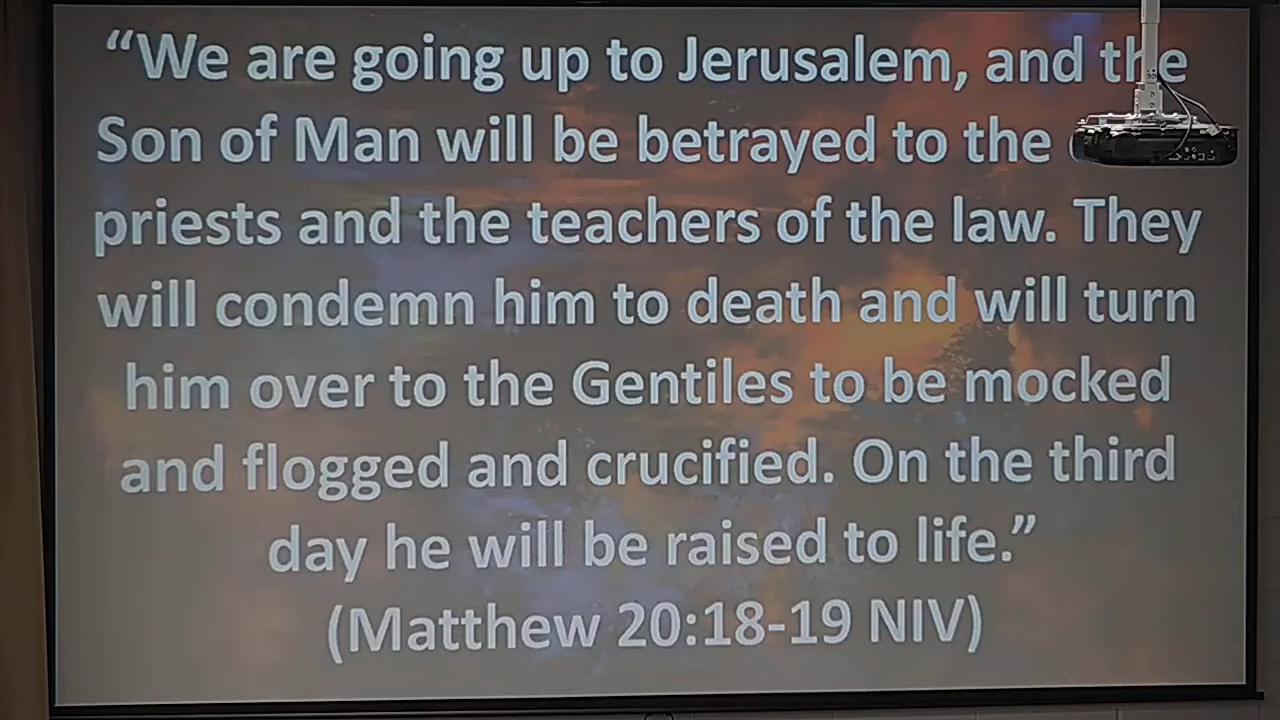 “We are going up to Jerusalem, and the
Son of Man will be betrayed to the
priests and the teachers of the law. They
will condemn him to death and will turn
him over to the Gentiles to be mocked
and flogged and crucified. On the third
day he will be raised to life.”
(Matthew 20:18-19 NIV)